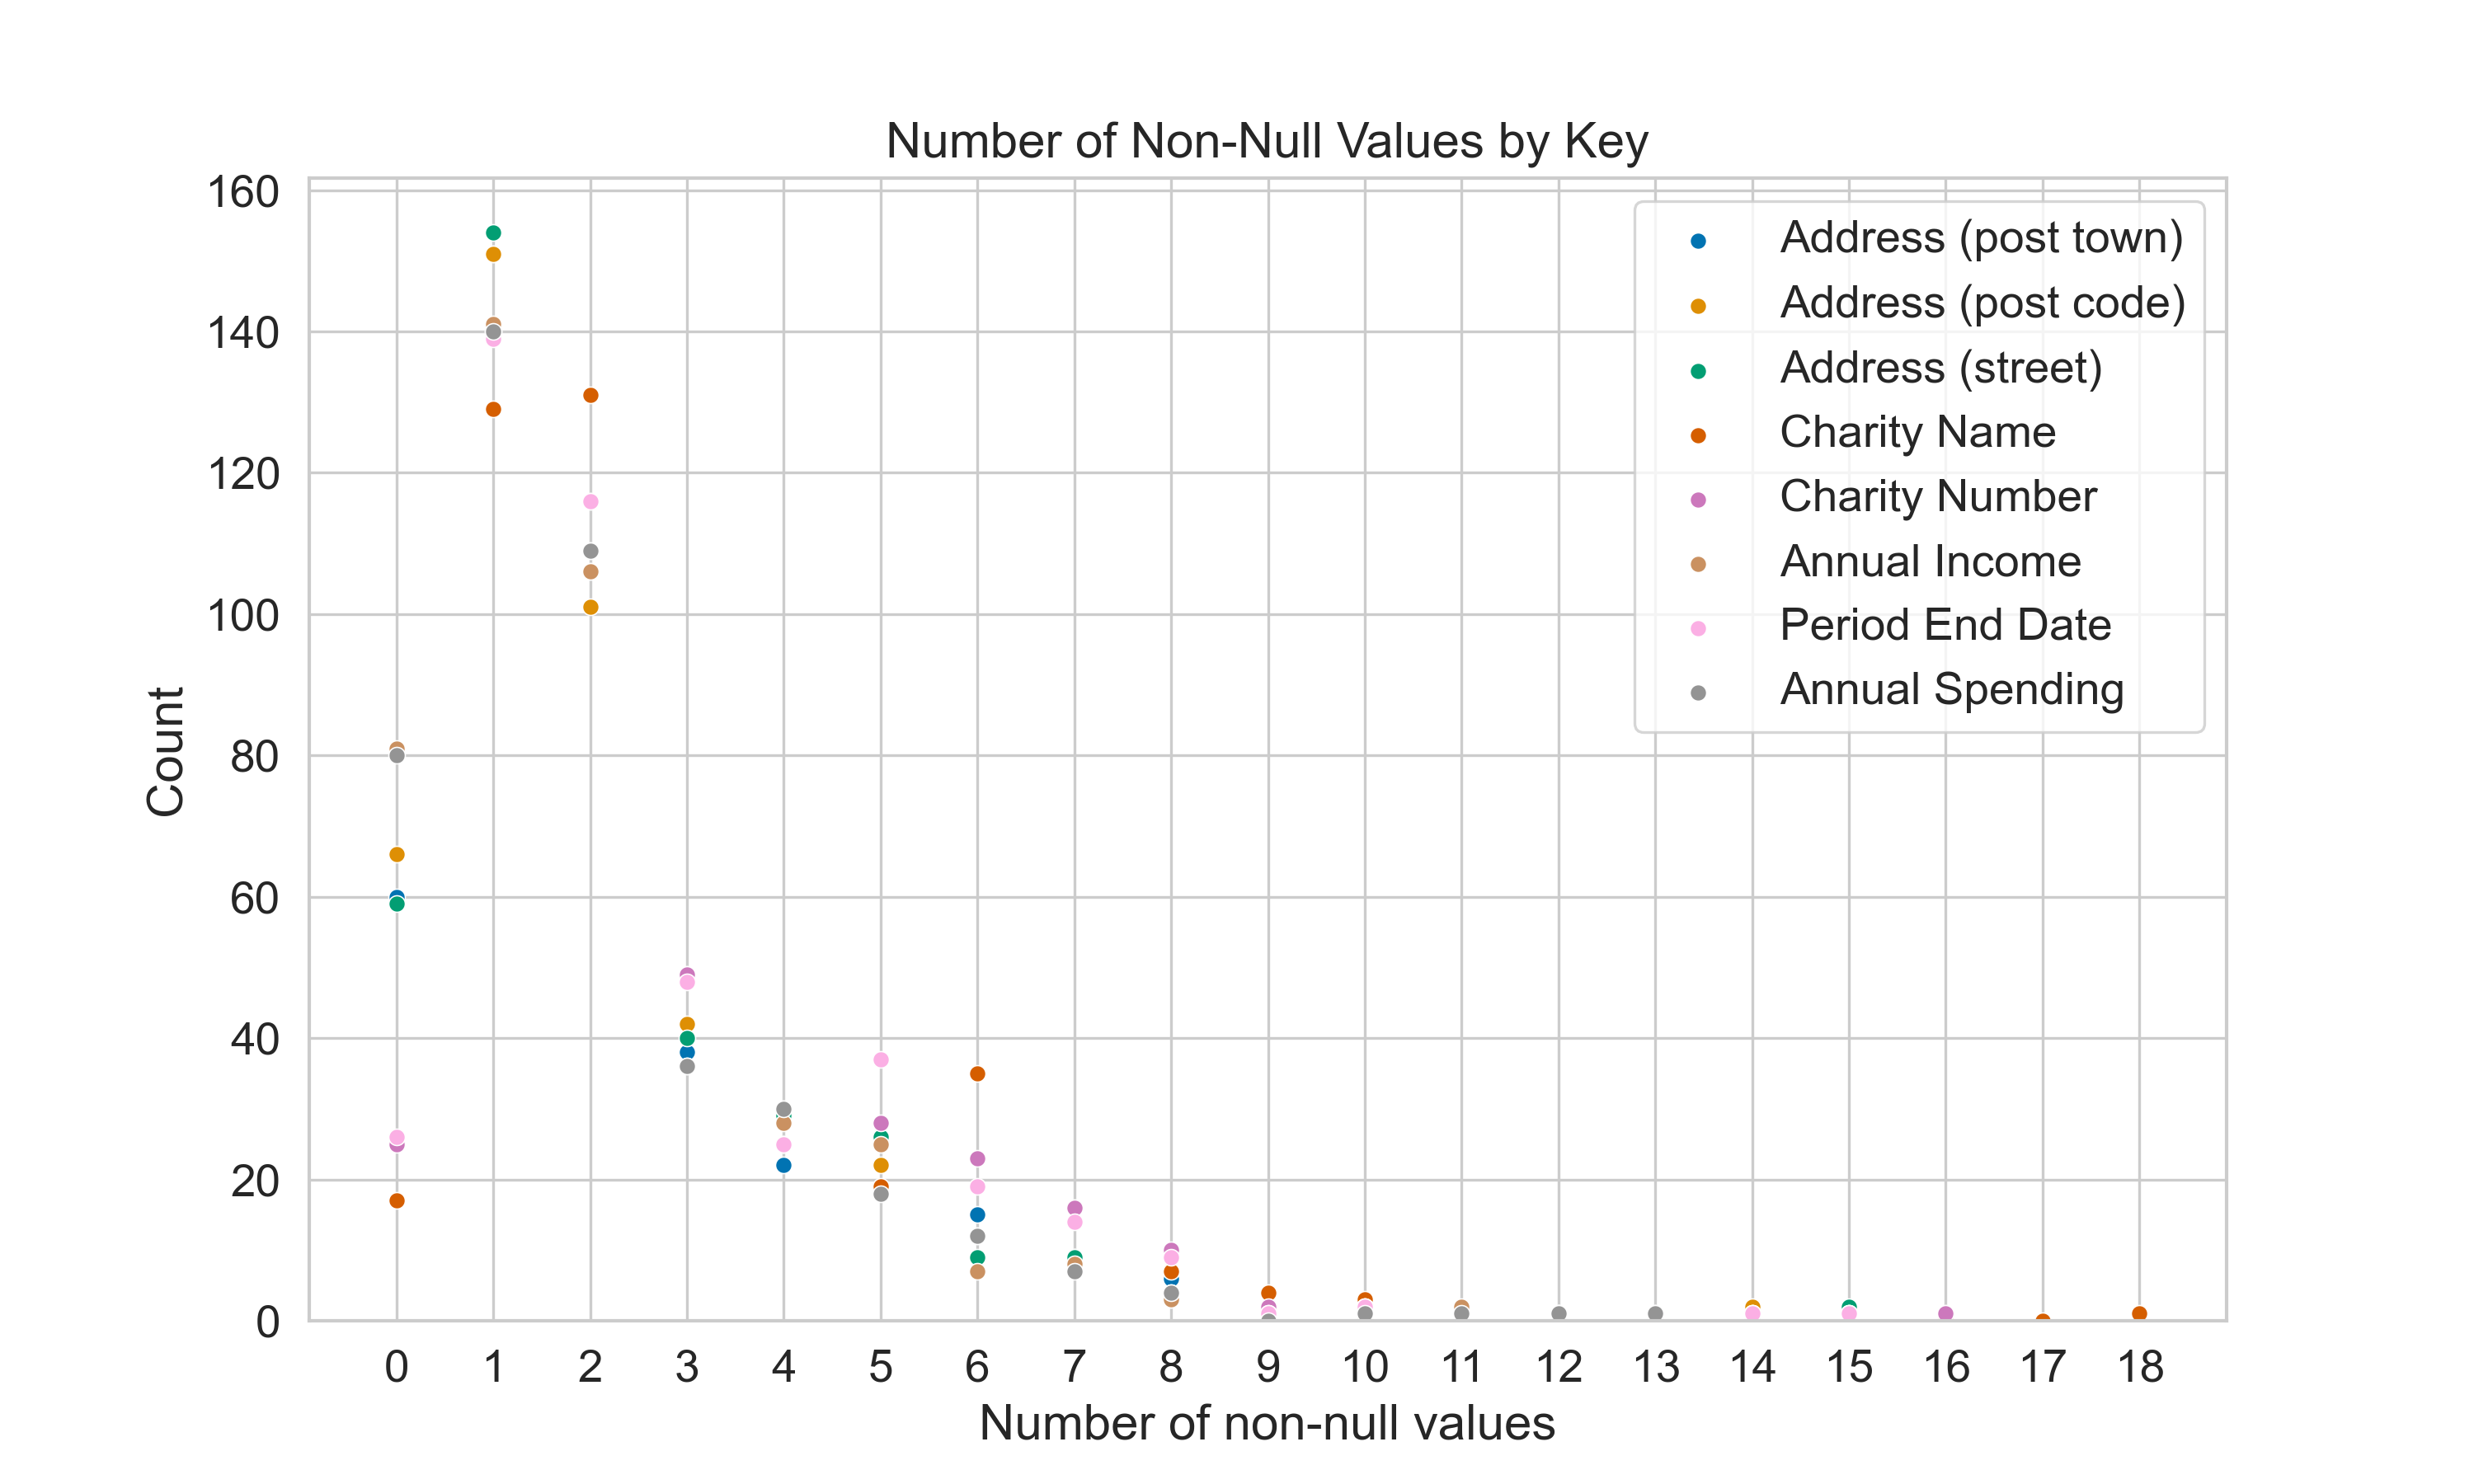 Number of Non-Null Values by Key
160
140
120
100
80
60
40
20
0
Count
Address (post town)
Address (post code)
Address (street)
Charity Name
Charity Number
Annual Income
Period End Date
Annual Spending
0 1 2 3 4 5 6 7 8 9 10 11 12 13 14 15 16 17 18
Number of non-null values